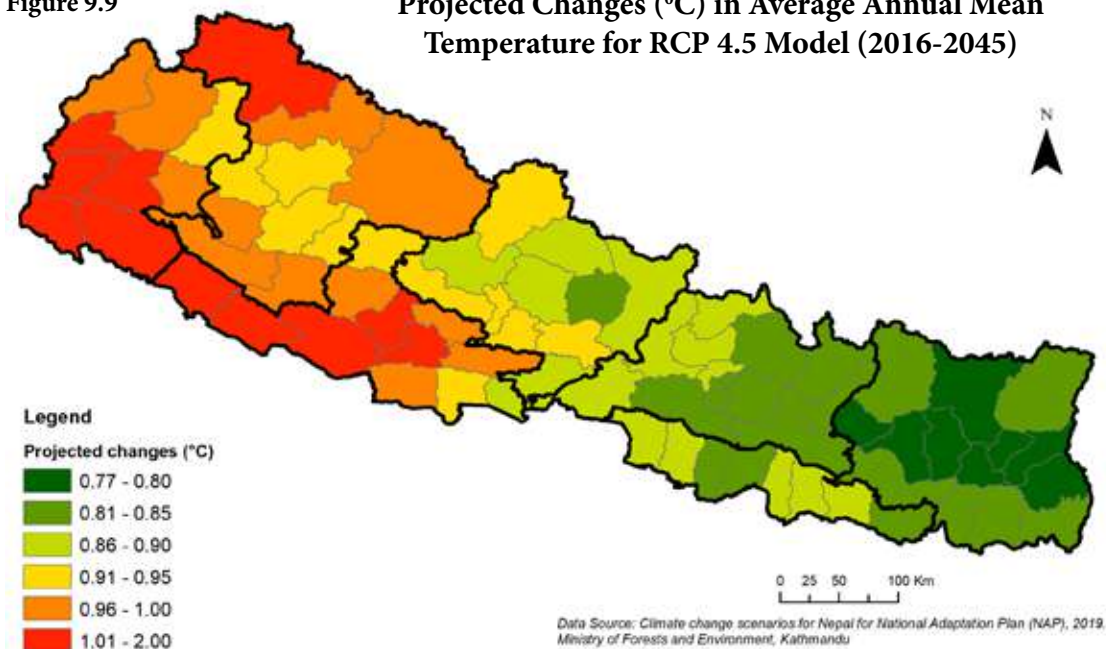 Figure 9.9
Projected Changes (°C) in Average Annual Mean
Temperature for RCP 4.5 Model (2016-2045)
N
Legend
Projected changes (°C)
0.77 - 0.80
0.81 - 0.85
0.86 - 0.90
0.91 - 0.95
0.96 - 1.00
1.01 - 2.00
0 25 50 100 Km
Data Source: Climate change scenarios for Nepal for National Adaptation Plan (NAP), 2019.
Ministry of Forests and Environment, Kathmandu